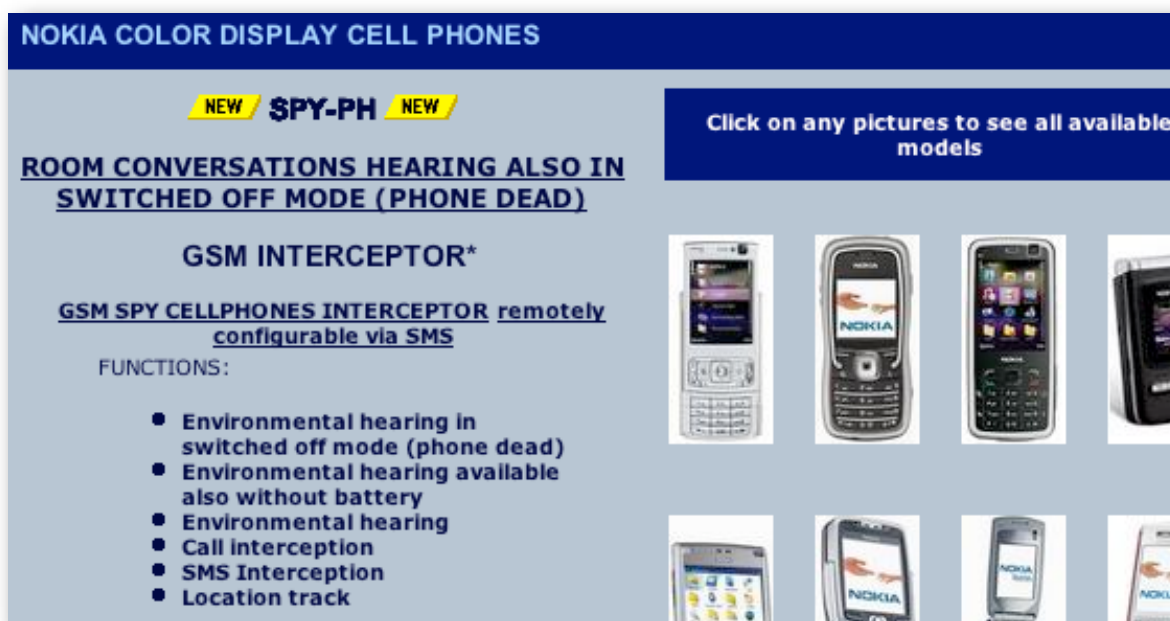 NOKIA COLOR DISPLAY CELL PHONES
NEW SPY-PH NEW
ROOM CONVERSATIONS HEARING ALSO IN
SWITCHED OFF MODE (PHONE DEAD)
GSM INTERCEPTOR*
GSM SPY CELLPHONES INTERCEPTOR remotely
configurable via SMS
FUNCTIONS:
Environmental hearing in
switched off mode (phone dead)
Environmental hearing available
also without battery
Environmental hearing
Call interception
SMS Interception
Location track
Click on any pictures to see all available
models
NOKIA
NOKIA
NOKIA
NOKIA
NOKIA